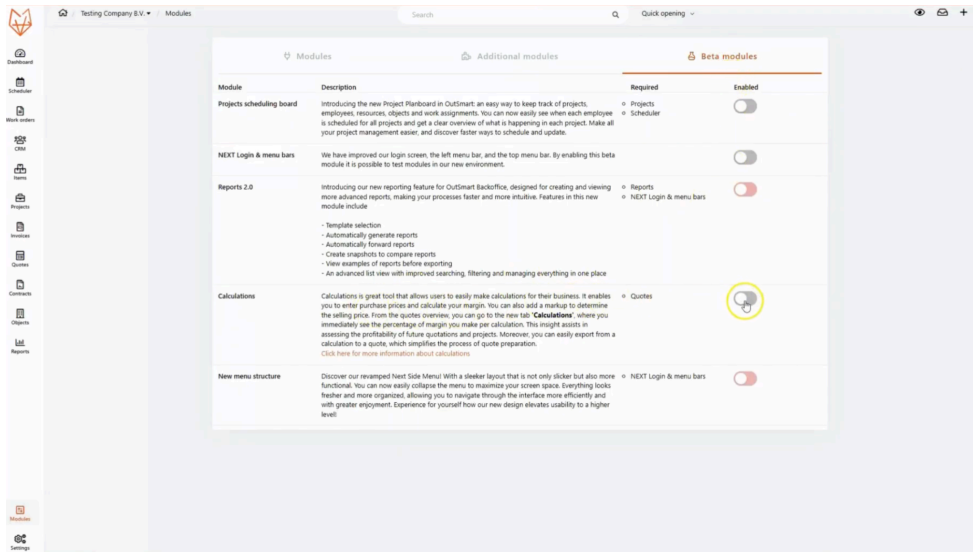 Testing Company B.V. / Modules
Search
Quick opening
Dashboard
Scheduler
Work orders
CRM
Items
Projects
Invoices
Quotes
Contracts
Objects
Reports
Modules
Settings
Modules
Additional modules
Beta modules
Module Description Required Enabled
Projects scheduling board
Introducing the new Project Planboard in OutSmart: an easy way to keep track of projects,
employees, resources, objects and work assignments. You can now easily see when each employee
is scheduled for all projects and get a clear overview of what is happening in each project. Make all
your project management easier, and discover faster ways to schedule and update.
Projects
Scheduler
NEXT Login & menu bars
We have improved our login screen, the left menu bar, and the top menu bar. By enabling this beta
module it is possible to test modules in our new environment.
Reports 2.0
Introducing our new reporting feature for OutSmart Backoffice, designed for creating and viewing
more advanced reports, making your processes faster and more intuitive. Features in this new
module include
- Template selection
- Automatically generate reports
- Automatically forward reports
- Create snapshots to compare reports
- View examples of reports before exporting
- An advanced list view with improved searching, filtering and managing everything in one place
Reports
NEXT Login & menu bars
Calculations
Calculations is great tool that allows users to easily make calculations for their business. It enables
you to enter purchase prices and calculate your margin. You can also add a markup to determine
the selling price. From the quotes overview, you can go to the new tab 'Calculations', where you
immediately see the percentage of margin you make per calculation. This insight assists in
assessing the profitability of future quotations and projects. Moreover, you can easily export from a
calculation to a quote, which simplifies the process of quote preparation.
Click here for more information about calculations
Quotes
New menu structure
Discover our revamped Next Side Menu! With a sleeker layout that is not only slicker but also more
functional. You can now easily collapse the menu to maximize your screen space. Everything looks
fresher and more organized, allowing you to navigate through the interface more efficiently and
with greater enjoyment. Experience for yourself how our new design elevates usability to a higher
level!
NEXT Login & menu bars